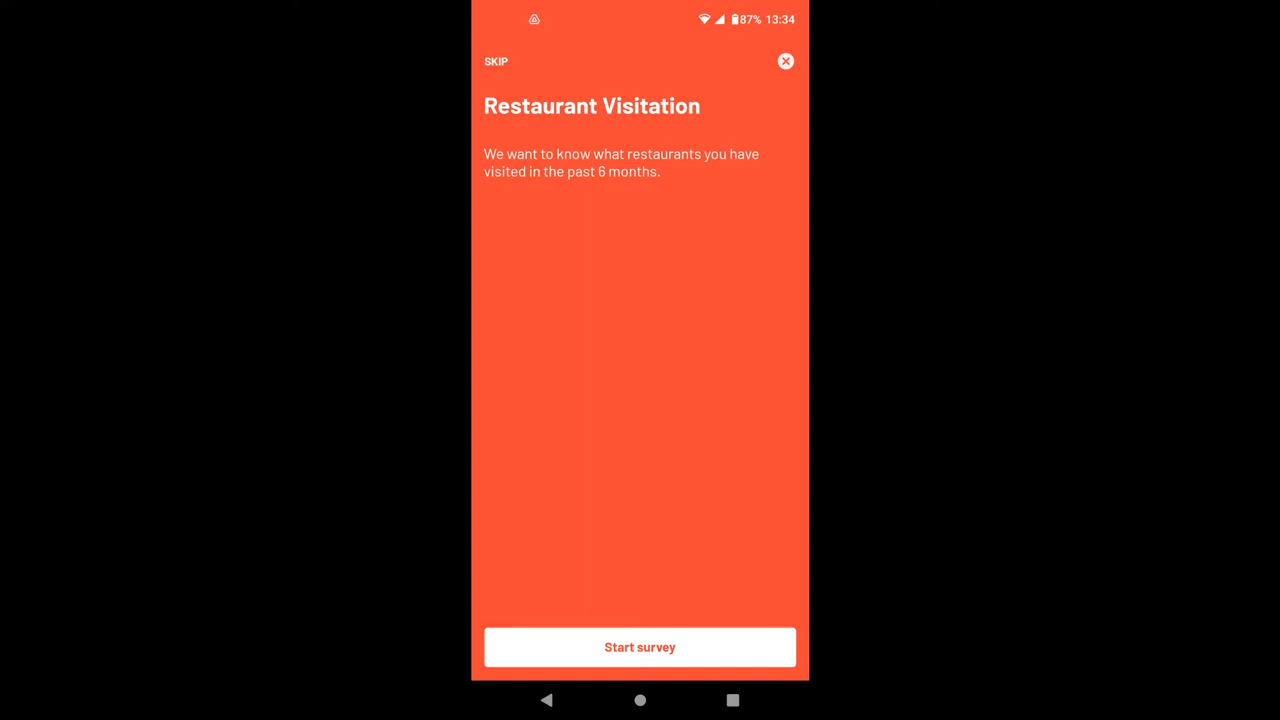 87% 13:34
SKIP
Restaurant Visitation
We want to know what restaurants you have
visited in the past 6 months.
Start survey